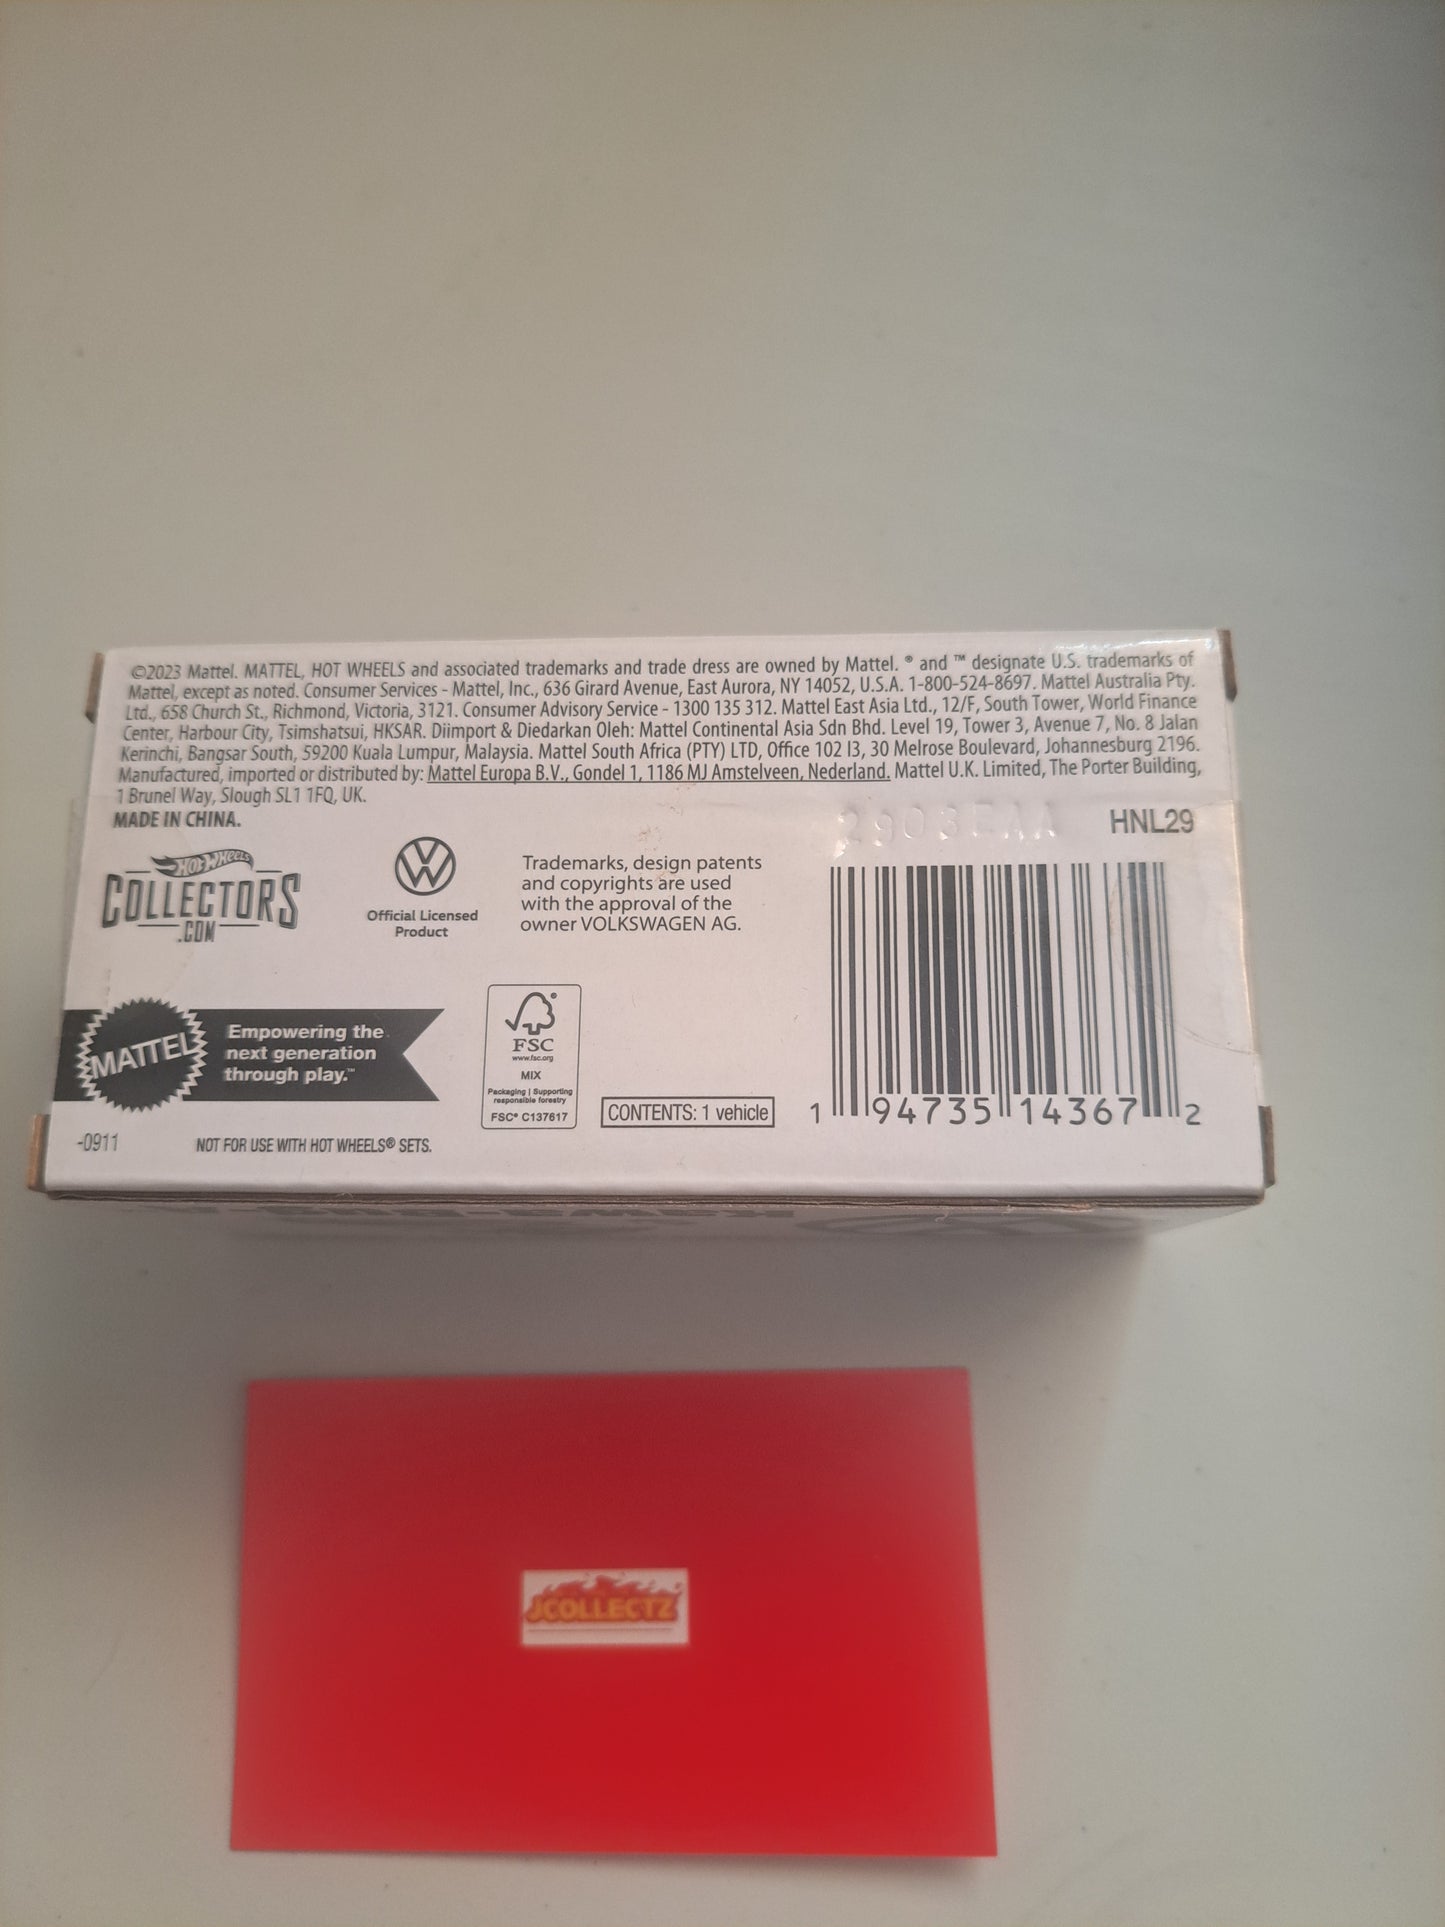 ©2023 Mattel. MATTEL, HOT WHEELS and associated trademarks and trade dress are owned by Mattel. ® and ™ designate U.S. trademarks of
Mattel, except as noted. Consumer Services - Mattel, Inc., 636 Girard Avenue, East Aurora, NY 14052, U.S.A. 1-800-524-8697. Mattel Australia Pty.
Ltd., 658 Church St., Richmond, Victoria, 3121. Consumer Advisory Service - 1300 135 312. Mattel East Asia Ltd., 12/F, South Tower, World Finance
Center, Harbour City, Tsimshatsui, HKSAR. Diimport & Diedarkan Oleh: Mattel Continental Asia Sdn Bhd. Level 19, Tower 3, Avenue 7, No. 8 Jalan
Kerinchi, Bangsar South, 59200 Kuala Lumpur, Malaysia. Mattel South Africa (PTY) LTD, Office 102 I3, 30 Melrose Boulevard, Johannesburg 2196.
Manufactured, imported or distributed by: Mattel Europa B.V., Gondel 1, 1186 MJ Amstelveen, Nederland. Mattel U.K. Limited, The Porter Building,
1 Brunel Way, Slough SL1 1FQ, UK.
MADE IN CHINA.
HNL29
HOT WHEELS
COLLECTORS
.COM
Official Licensed
Product
Trademarks, design patents
and copyrights are used
with the approval of the
owner VOLKSWAGEN AG.
MATTEL
Empowering the
next generation
through play.™
FSC
www.fsc.org
MIX
Packaging | Supporting
responsible forestry
FSC® C137617
CONTENTS: 1 vehicle
1 94735 14367 2
-0911
NOT FOR USE WITH HOT WHEELS® SETS.
JCOLLECTZ